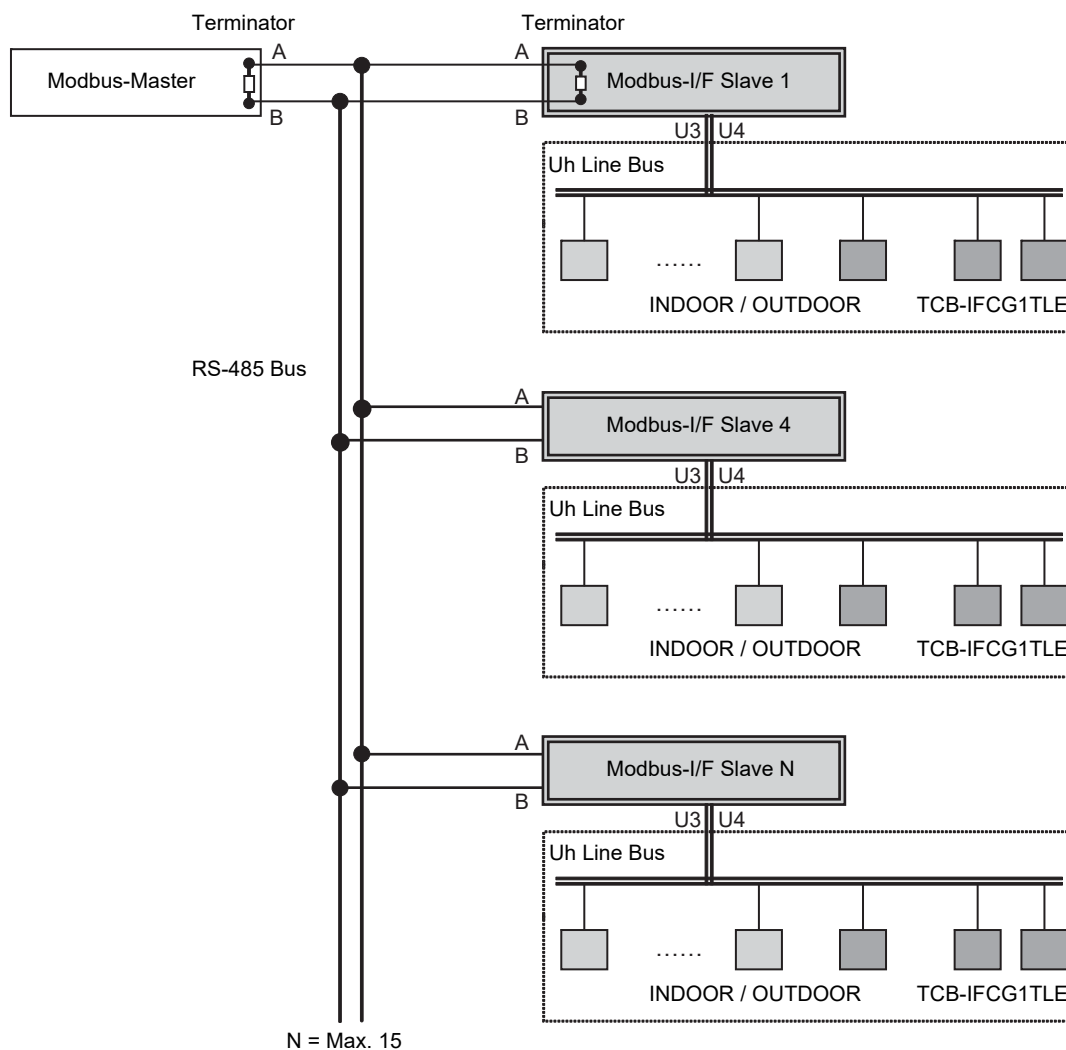 Terminator Terminator
A A
Modbus-Master Modbus-I/F Slave 1
B B
U3 U4
Uh Line Bus
......
INDOOR / OUTDOOR TCB-IFCG1TLE
RS-485 Bus
A
Modbus-I/F Slave 4
B
U3 U4
Uh Line Bus
......
INDOOR / OUTDOOR TCB-IFCG1TLE
A
Modbus-I/F Slave N
B
U3 U4
Uh Line Bus
......
INDOOR / OUTDOOR TCB-IFCG1TLE
N = Max. 15